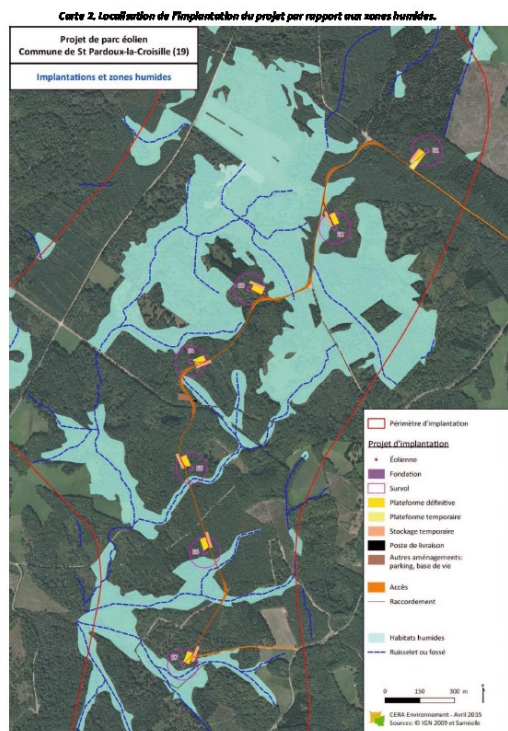 Carte 2. Localisation de l'implantation du projet par rapport aux zones humides.
Projet de parc éolien
Commune de St Pardoux-la-Croisille (19)
Implantations et zones humides
Périmètre d'implantation
Projet d'implantation
Éolienne
Fondation
Survol
Plateforme définitive
Plateforme temporaire
Stockage temporaire
Poste de livraison
Autres aménagements:
parking, base de vie
Accès
Raccordement
Habitats humides
Ruisselet ou fossé
0 150 300 m
CERA Environnement - Avril 2015
Sources: © IGN 2009 et Saméole